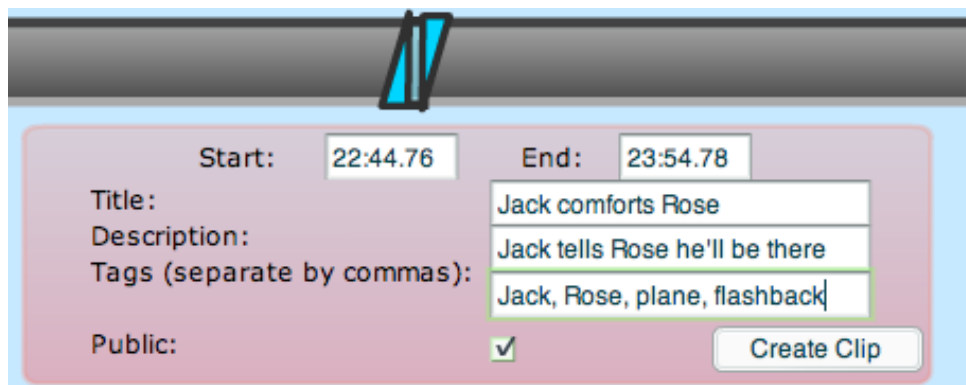 Start: 22:44.76 End: 23:54.78
Title: Jack comforts Rose
Description: Jack tells Rose he'll be there
Tags (separate by commas): Jack, Rose, plane, flashback
Public: Create Clip